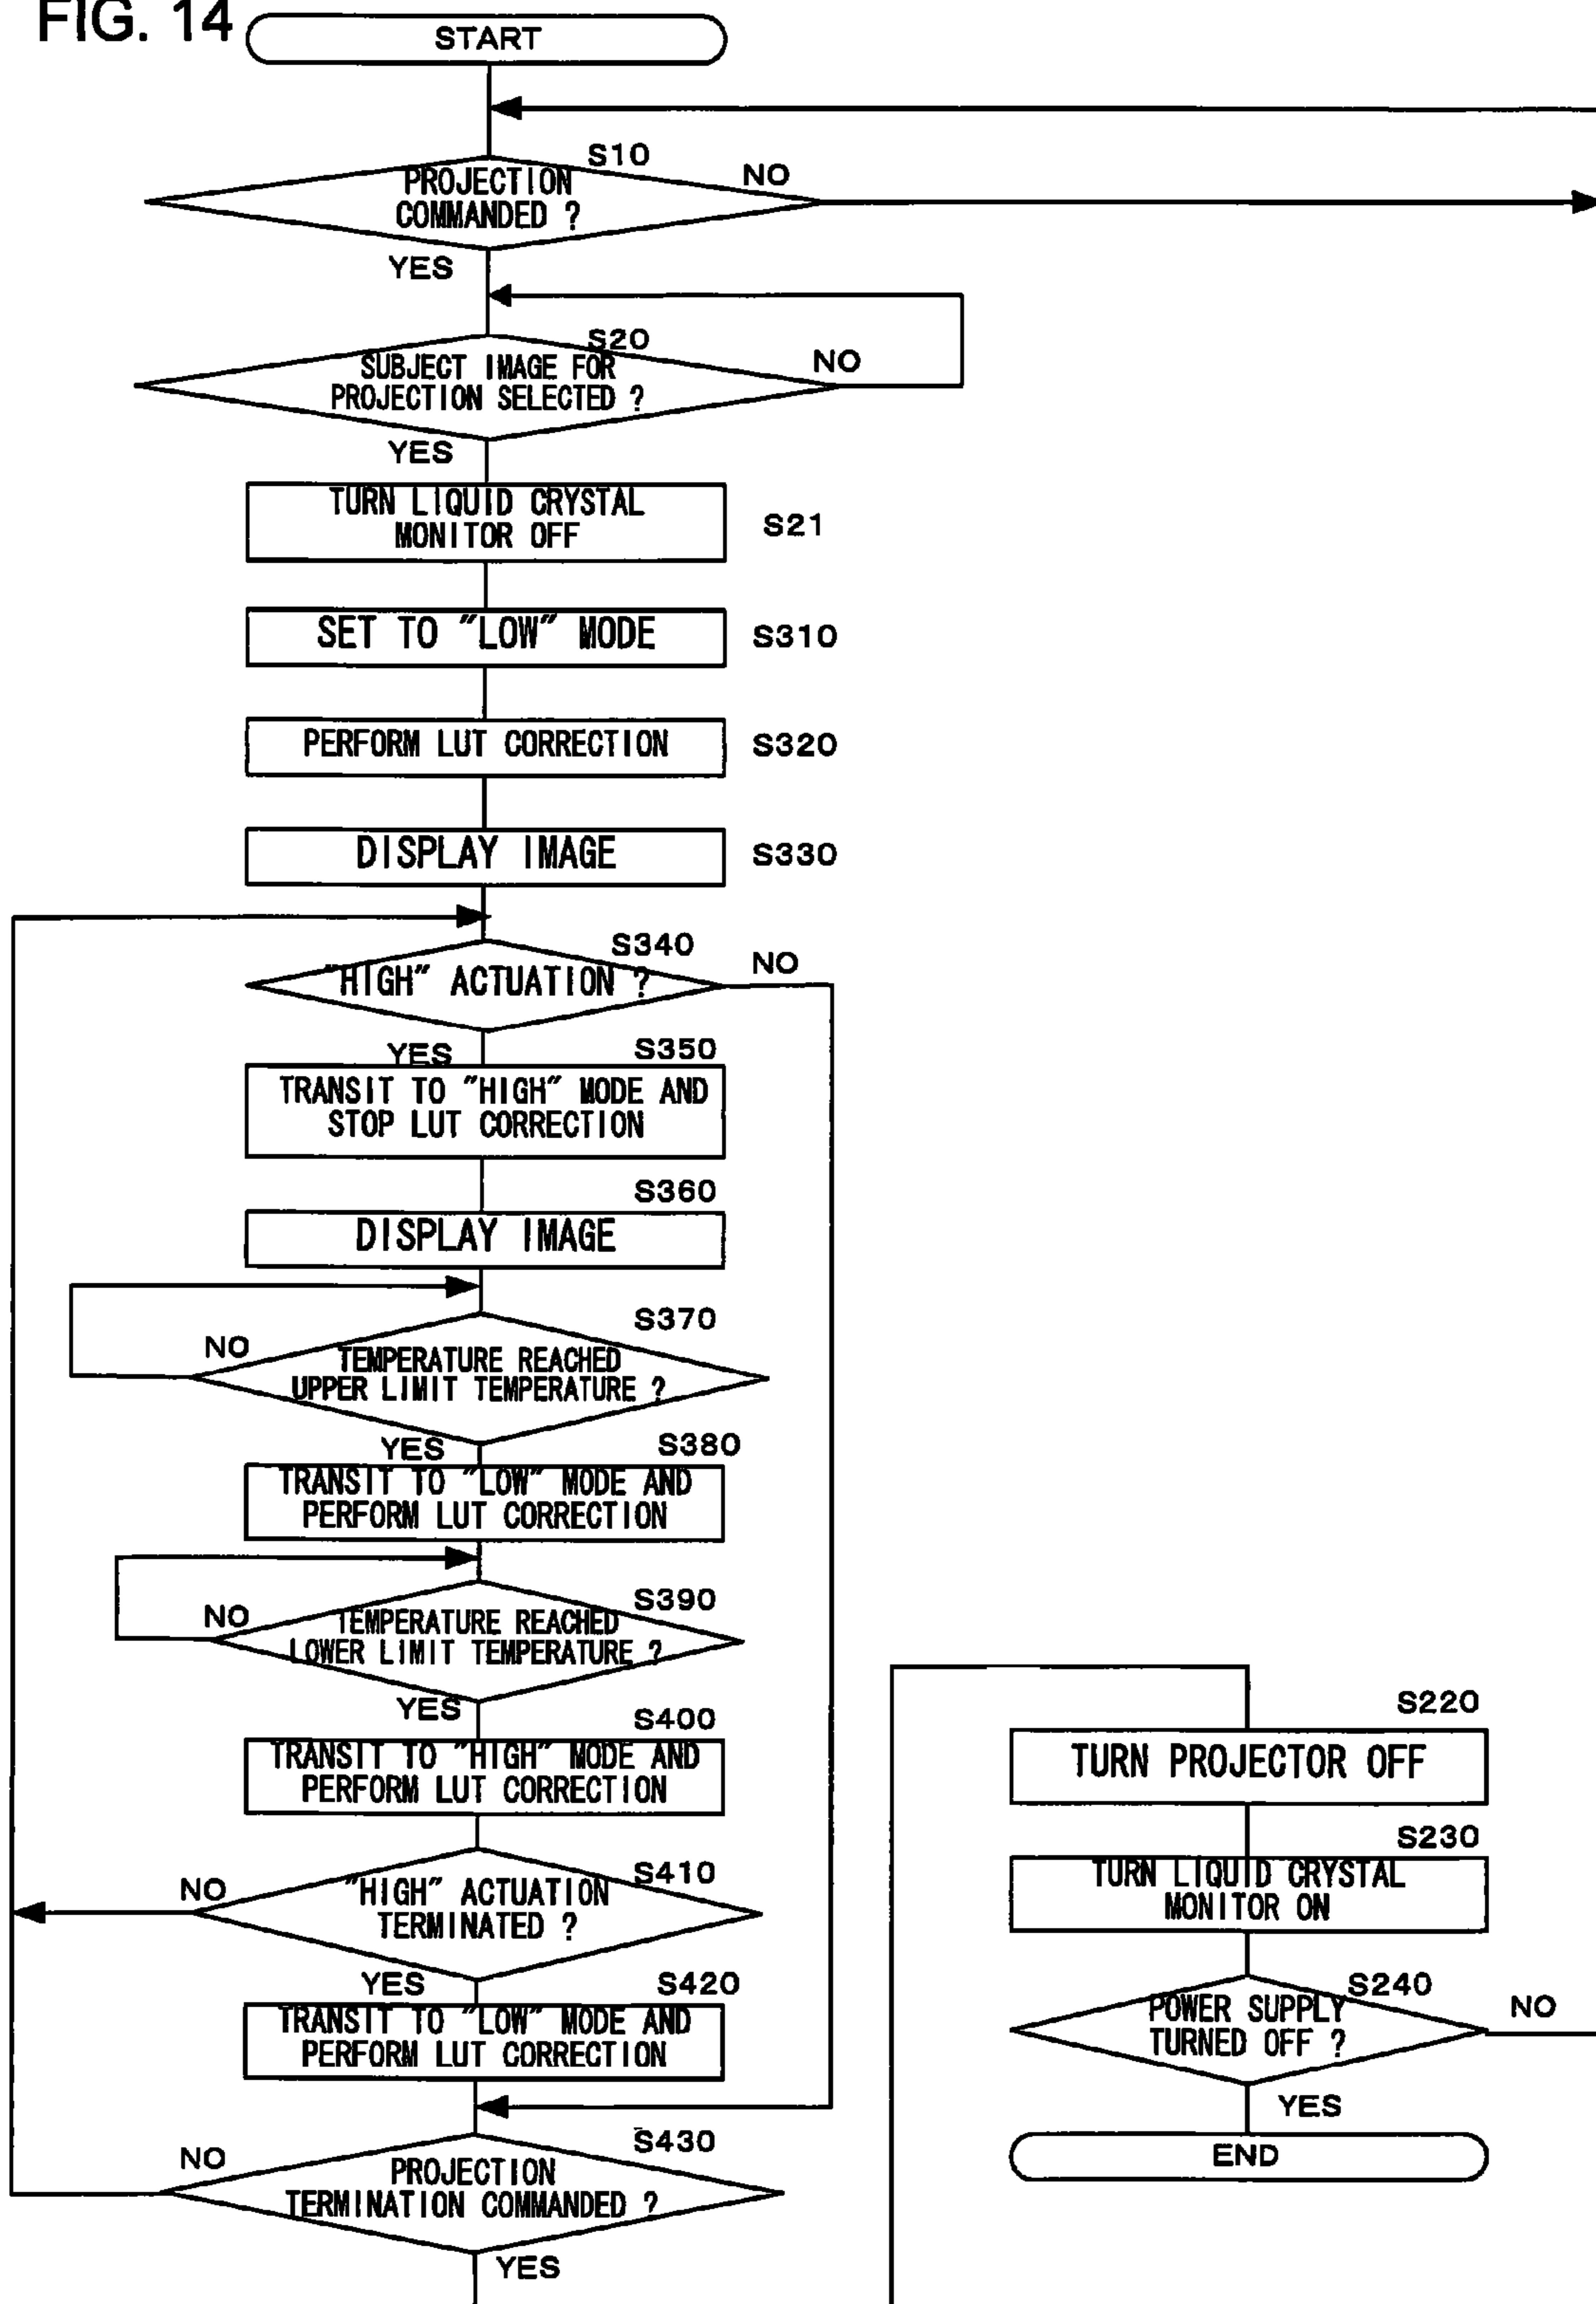 FIG. 14
START
S10
PROJECTION
COMMANDED ?
NO
YES
S20
SUBJECT IMAGE FOR
PROJECTION SELECTED ?
NO
YES
TURN LIQUID CRYSTAL
MONITOR OFF
S21
SET TO "LOW" MODE
S310
PERFORM LUT CORRECTION
S320
DISPLAY IMAGE
S330
S340
"HIGH" ACTUATION ?
NO
YES
S350
TRANSIT TO "HIGH" MODE AND
STOP LUT CORRECTION
S360
DISPLAY IMAGE
S370
NO
TEMPERATURE REACHED
UPPER LIMIT TEMPERATURE ?
YES
S380
TRANSIT TO "LOW" MODE AND
PERFORM LUT CORRECTION
S390
NO
TEMPERATURE REACHED
LOWER LIMIT TEMPERATURE ?
YES
S400
TRANSIT TO "HIGH" MODE AND
PERFORM LUT CORRECTION
S410
NO
"HIGH" ACTUATION
TERMINATED ?
YES
S420
TRANSIT TO "LOW" MODE AND
PERFORM LUT CORRECTION
S430
NO
PROJECTION
TERMINATION COMMANDED ?
YES
S220
TURN PROJECTOR OFF
S230
TURN LIQUID CRYSTAL
MONITOR ON
S240
POWER SUPPLY
TURNED OFF ?
NO
YES
END